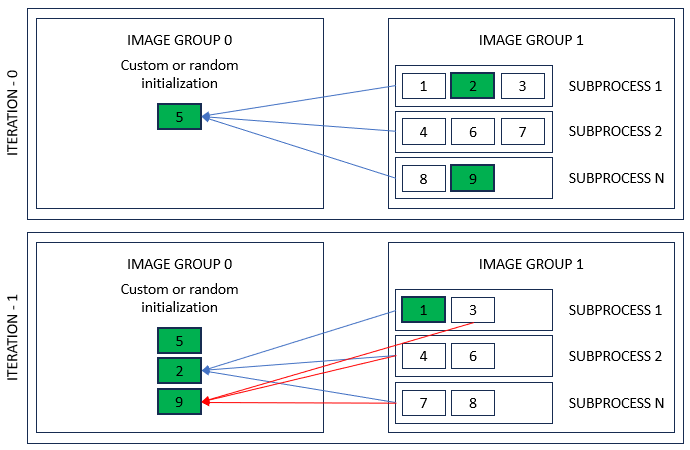 ITERATION - 0
IMAGE GROUP 0
Custom or random
initialization
5
IMAGE GROUP 1
1 2 3 SUBPROCESS 1
4 6 7 SUBPROCESS 2
8 9 SUBPROCESS N
ITERATION - 1
IMAGE GROUP 0
Custom or random
initialization
5
2
9
IMAGE GROUP 1
1 3 SUBPROCESS 1
4 6 SUBPROCESS 2
7 8 SUBPROCESS N